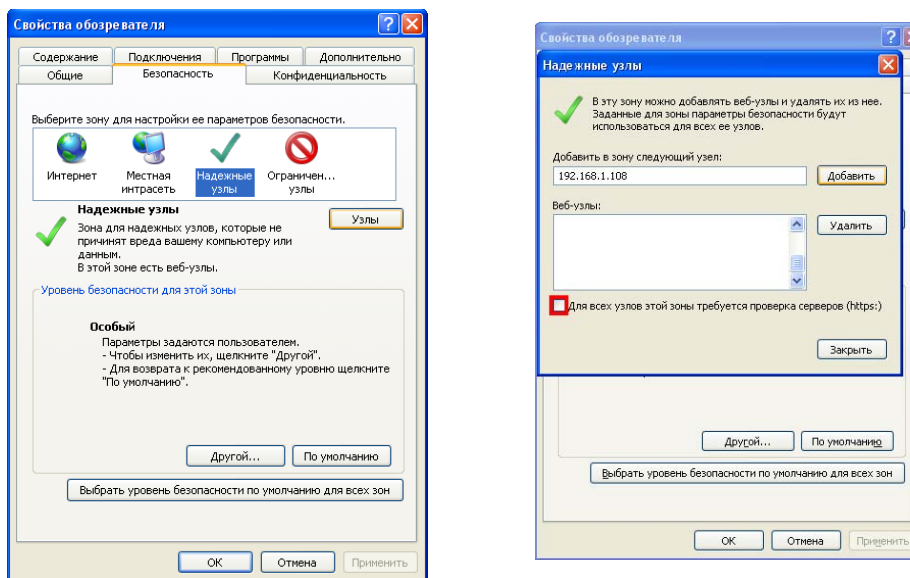 Свойства обозревателя
Содержание Подключения Программы Дополнительно
Общие Безопасность Конфиденциальность
Выберите зону для настройки ее параметров безопасности.
Интернет Местная интрасеть Надежные узлы Ограничен... узлы
Надежные узлы
Узлы
Зона для надежных узлов, которые не
причинят вреда вашему компьютеру или
данным.
В этой зоне есть веб-узлы.
Уровень безопасности для этой зоны
Особый
Параметры задаются пользователем.
- Чтобы изменить их, щелкните "Другой".
- Для возврата к рекомендованному уровню щелкните
"По умолчанию".
Другой... По умолчанию
Выбрать уровень безопасности по умолчанию для всех зон
ОК Отмена Применить
Свойства обозревателя
Надежные узлы
В эту зону можно добавлять веб-узлы и удалять их из нее.
Заданные для зоны параметры безопасности будут
использоваться для всех ее узлов.
Добавить в зону следующий узел:
192.168.1.108 Добавить
Веб-узлы:
Удалить
Для всех узлов этой зоны требуется проверка серверов (https:)
Закрыть
Другой... По умолчанию
Выбрать уровень безопасности по умолчанию для всех зон
ОК Отмена Применить